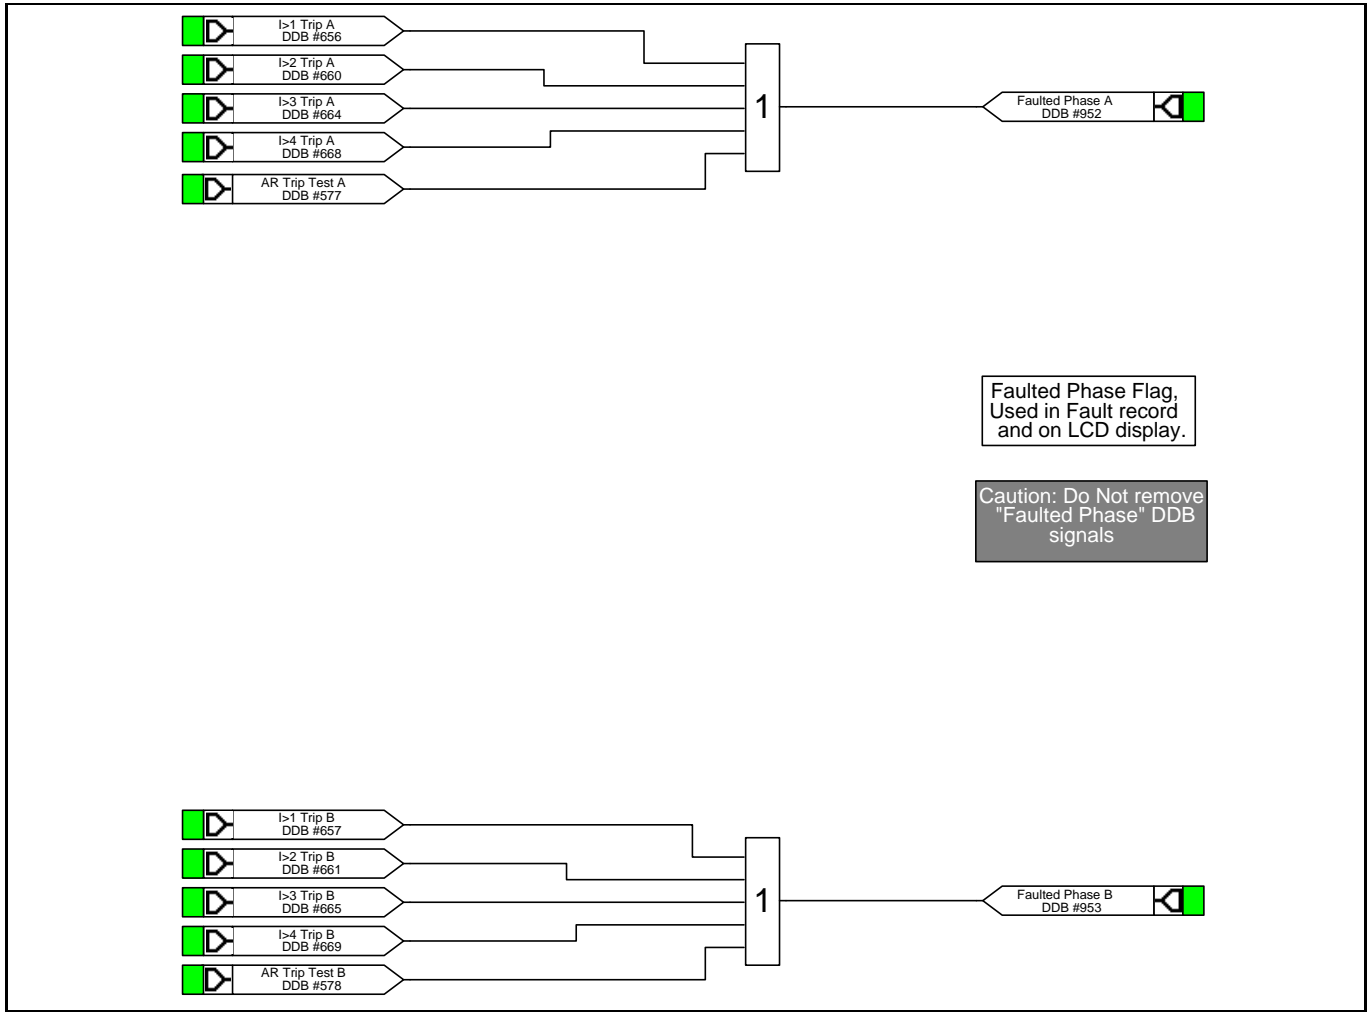 I>1 Trip A
DDB #656
I>2 Trip A
DDB #660
I>3 Trip A
DDB #664
I>4 Trip A
DDB #668
AR Trip Test A
DDB #577
1
Faulted Phase A
DDB #952
Faulted Phase Flag,
Used in Fault record
and on LCD display.
Caution: Do Not remove
"Faulted Phase" DDB
signals
I>1 Trip B
DDB #657
I>2 Trip B
DDB #661
I>3 Trip B
DDB #665
I>4 Trip B
DDB #669
AR Trip Test B
DDB #578
1
Faulted Phase B
DDB #953